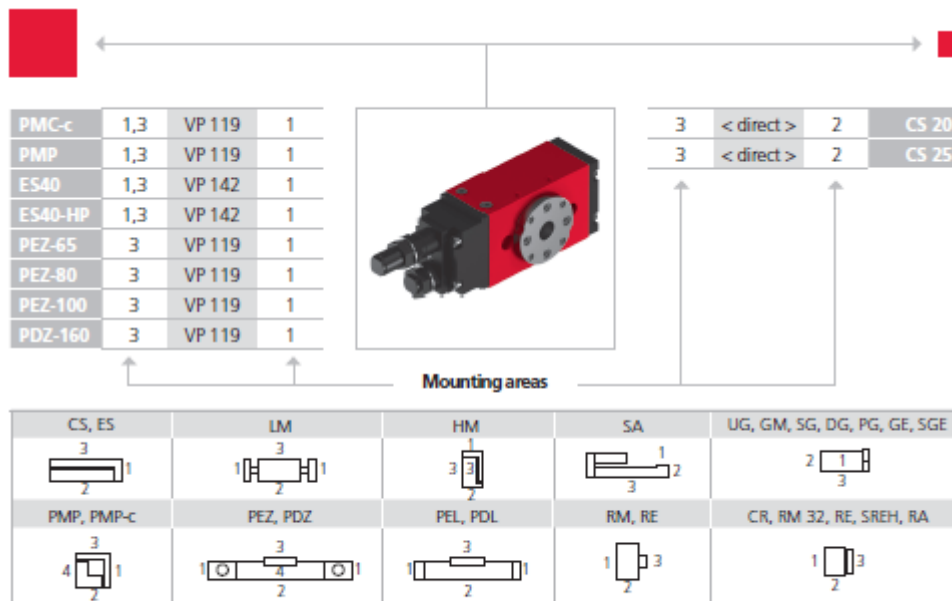 PMC-c 1,3 VP 119 1 3 < direct > 2 CS 20
PMP 1,3 VP 119 1 3 < direct > 2 CS 25
ES40 1,3 VP 142 1
ES40-HP 1,3 VP 142 1
PEZ-65 3 VP 119 1
PEZ-80 3 VP 119 1
PEZ-100 3 VP 119 1
PDZ-160 3 VP 119 1
Mounting areas
CS, ES LM HM SA UG, GM, SG, DG, PG, GE, SGE
3 3 1 1
1 1 1 3 3 2 2 1
2 2 2 3 3
PMP, PMP-c PEZ, PDZ PEL, PDL RM, RE CR, RM 32, RE, SREH, RA
3 3 3
4 1 1 4 1 1 1 1 3 1 3
2 2 2 2 2